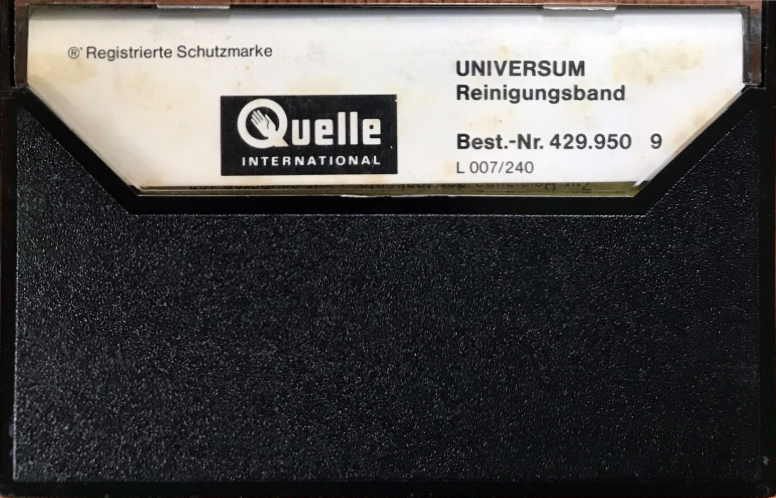 ®* Registrierte Schutzmarke
UNIVERSUM
Reinigungsband
Quelle
INTERNATIONAL
Best.-Nr. 429.950 9
L 007/240